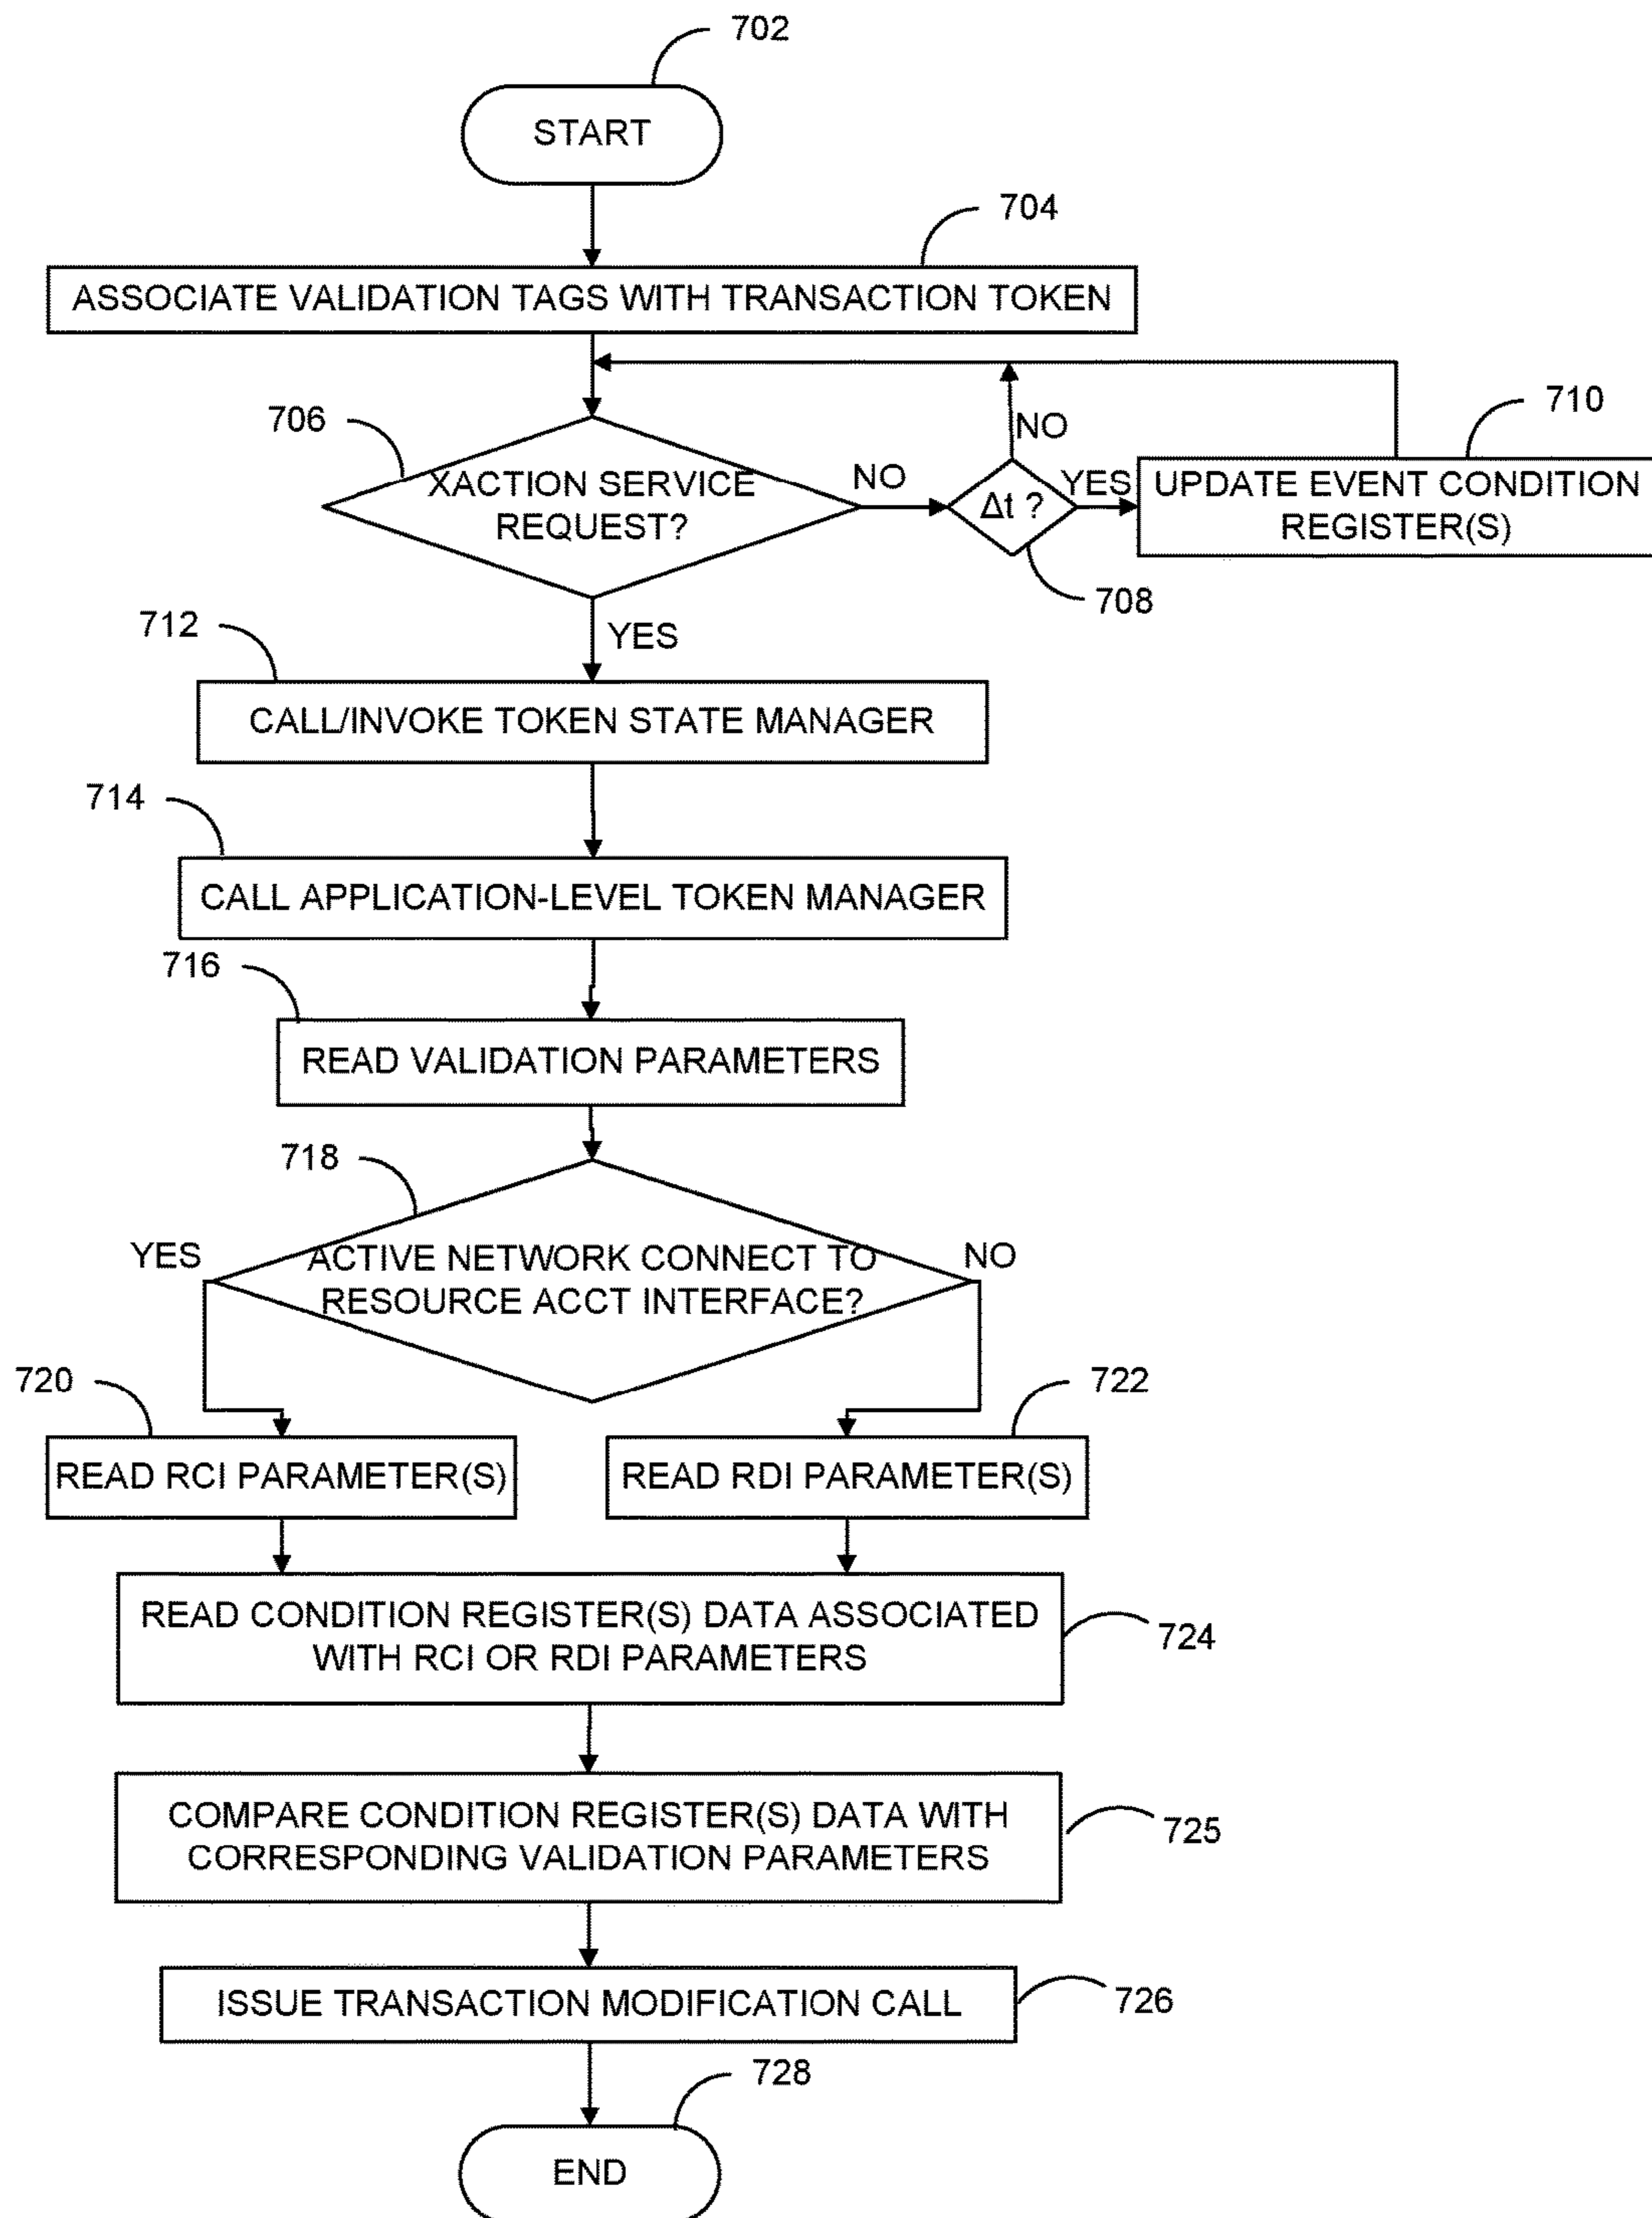 702
START
704
ASSOCIATE VALIDATION TAGS WITH TRANSACTION TOKEN
706
XACTION SERVICE
REQUEST?
NO
Δt ?
NO
YES
708
710
UPDATE EVENT CONDITION
REGISTER(S)
YES
712
CALL/INVOKE TOKEN STATE MANAGER
714
CALL APPLICATION-LEVEL TOKEN MANAGER
716
READ VALIDATION PARAMETERS
718
YES
ACTIVE NETWORK CONNECT TO
RESOURCE ACCT INTERFACE?
NO
720
READ RCI PARAMETER(S)
722
READ RDI PARAMETER(S)
READ CONDITION REGISTER(S) DATA ASSOCIATED
WITH RCI OR RDI PARAMETERS
724
COMPARE CONDITION REGISTER(S) DATA WITH
CORRESPONDING VALIDATION PARAMETERS
725
ISSUE TRANSACTION MODIFICATION CALL
726
728
END